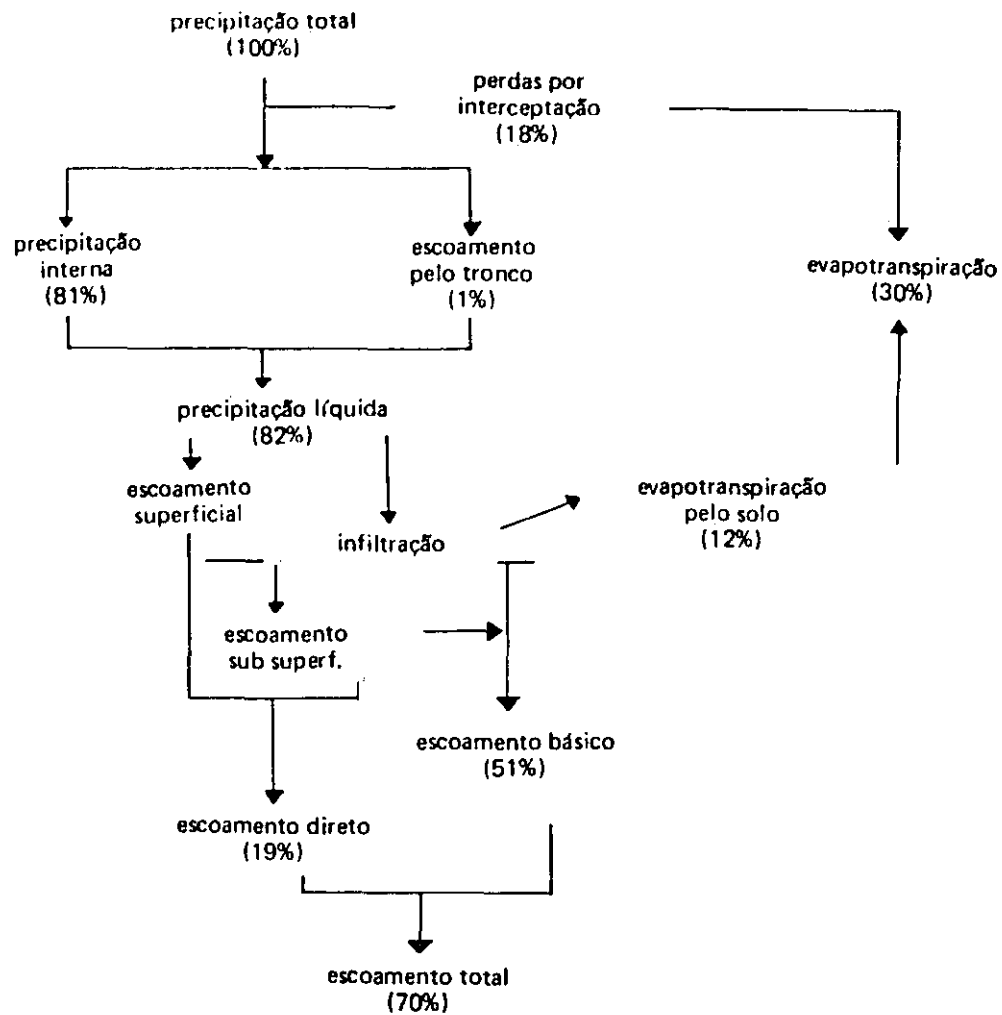 precipitação total
(100%)
perdas por
interceptação
(18%)
precipitação
interna
(81%)
escoamento
pelo tronco
(1%)
evapotranspiração
(30%)
precipitação líquida
(82%)
escoamento
superficial
infiltração
evapotranspiração
pelo solo
(12%)
escoamento
sub superf.
escoamento básico
(51%)
escoamento direto
(19%)
escoamento total
(70%)